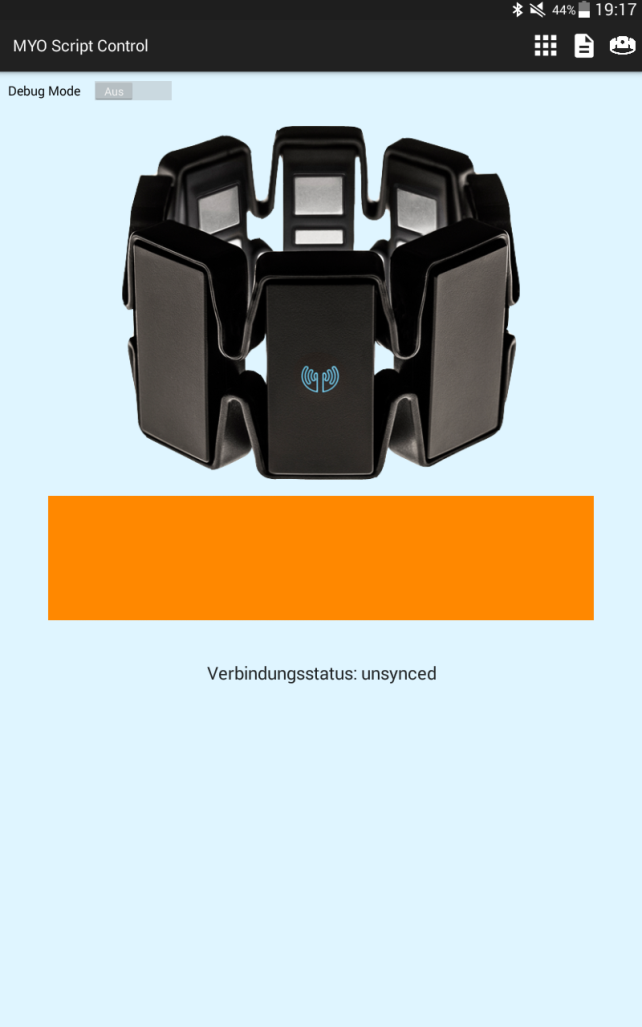 44% 19:17
MYO Script Control
Debug Mode Aus
Verbindungsstatus: unsynced